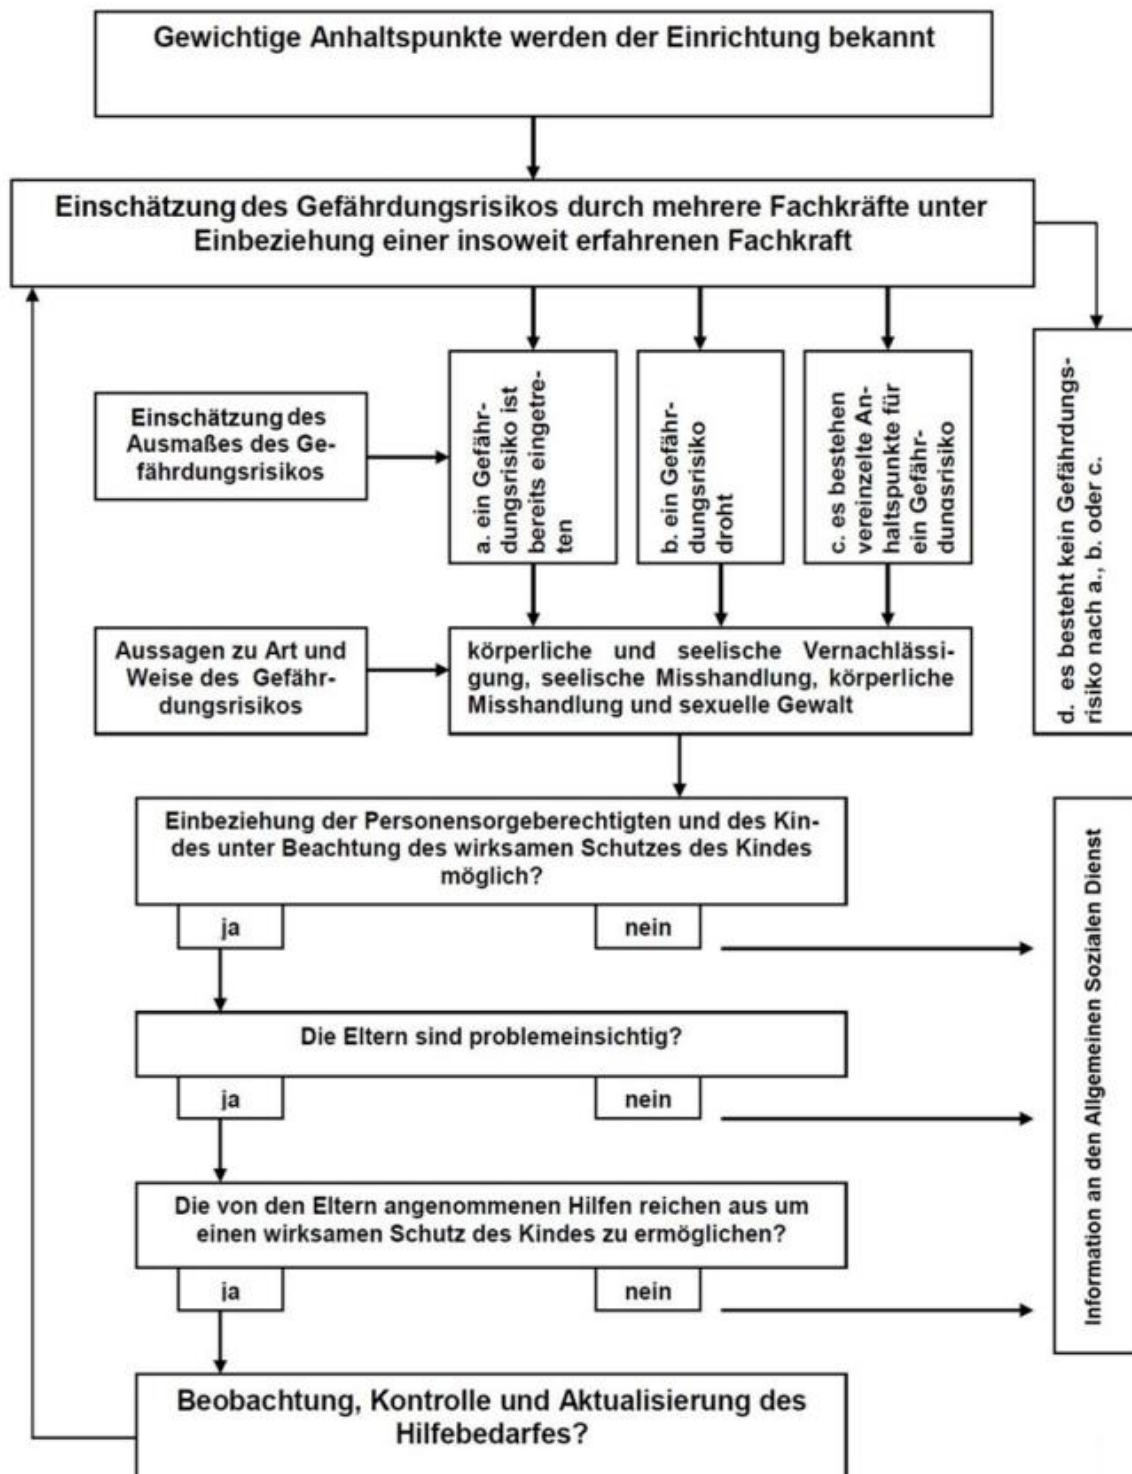 Gewichtige Anhaltspunkte werden der Einrichtung bekannt
Einschätzung des Gefährdungsrisikos durch mehrere Fachkräfte unter
Einbeziehung einer insoweit erfahrenen Fachkraft
Einschätzung des
Ausmaßes des Ge-
fährdungsrisikos
a. ein Gefähr-
dungsrisiko ist
bereits eingetre-
ten
b. ein Gefähr-
dungsrisiko
droht
c. es bestehen
vereinzelte An-
haltspunkte für
ein Gefähr-
dungsrisiko
d. es besteht kein Gefährdungs-
risiko nach a., b. oder c.
Aussagen zu Art und
Weise des Gefähr-
dungsrisikos
körperliche und seelische Vernachlässi-
gung, seelische Misshandlung, körperliche
Misshandlung und sexuelle Gewalt
Einbeziehung der Personensorgeberechtigten und des Kin-
des unter Beachtung des wirksamen Schutzes des Kindes
möglich?
ja
nein
Die Eltern sind problemeinsichtig?
ja
nein
Die von den Eltern angenommenen Hilfen reichen aus um
einen wirksamen Schutz des Kindes zu ermöglichen?
ja
nein
Information an den Allgemeinen Sozialen Dienst
Beobachtung, Kontrolle und Aktualisierung des
Hilfebedarfes?